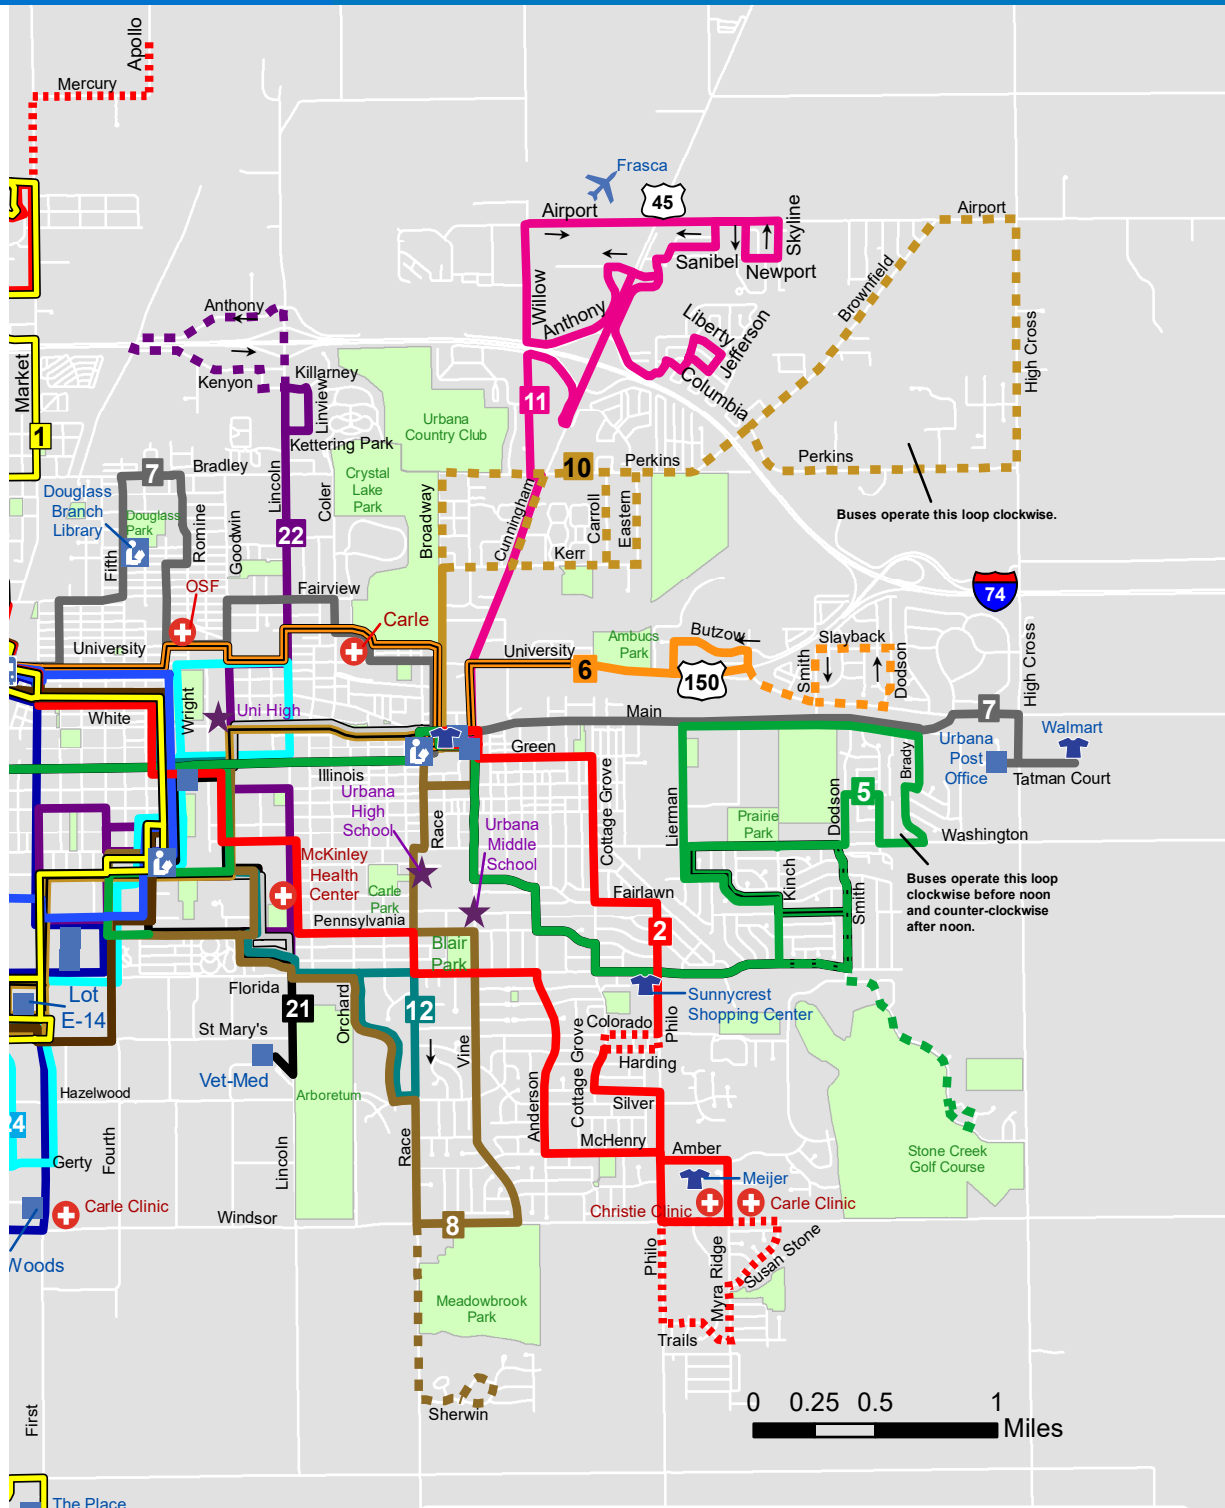 Apollo
Mercury
Frasca
45
Airport
Airport
Skyline
Sanibel
Newport
Willow
Anthony
Brownfield
High Cross
Anthony
Liberty
Jefferson
Columbia
Market
Kenyon
Killarney
Linview
11
Urbana
Country Club
1
Kettering Park
Bradley
7
Lincoln
Coler
Crystal
Lake
Park
10
Perkins
Perkins
Douglass
Branch
Library
Douglass
Park
Romine
Goodwin
22
Broadway
Cunningham
Carroll
Eastern
Buses operate this loop clockwise.
Fifth
Kerr
OSF
Fairview
74
Carle
University
University
Ambucs
Park
Butzow
Slayback
6
150
Smith
Dodson
High Cross
White
Wright
Uni High
Main
7
Walmart
Urbana
Post
Office
Green
Brady
Tatman Court
Illinois
Urbana
High
School
Race
Urbana
Middle
School
Cottage Grove
Lierman
Prairie
Park
Dodson
5
Washington
McKinley
Health
Center
Carle
Park
Kinch
Smith
Buses operate this loop
clockwise before noon
and counter-clockwise
after noon.
Fairlawn
Pennsylvania
Blair
Park
2
Florida
Lot
E-14
21
Orchard
12
Sunnycrest
Shopping Center
St Mary's
Colorado
Philo
Vet-Med
Vine
Cottage Grove
Harding
Hazelwood
Arboretum
Anderson
Silver
24
Fourth
Lincoln
Race
McHenry
Amber
Gerty
Stone Creek
Golf Course
Meijer
Carle Clinic
Christie Clinic
Carle Clinic
Windsor
8
Woods
Philo
Myra Ridge
Susan Stone
Meadowbrook
Park
Trails
Sherwin
First
0 0.25 0.5 1
Miles
The Place